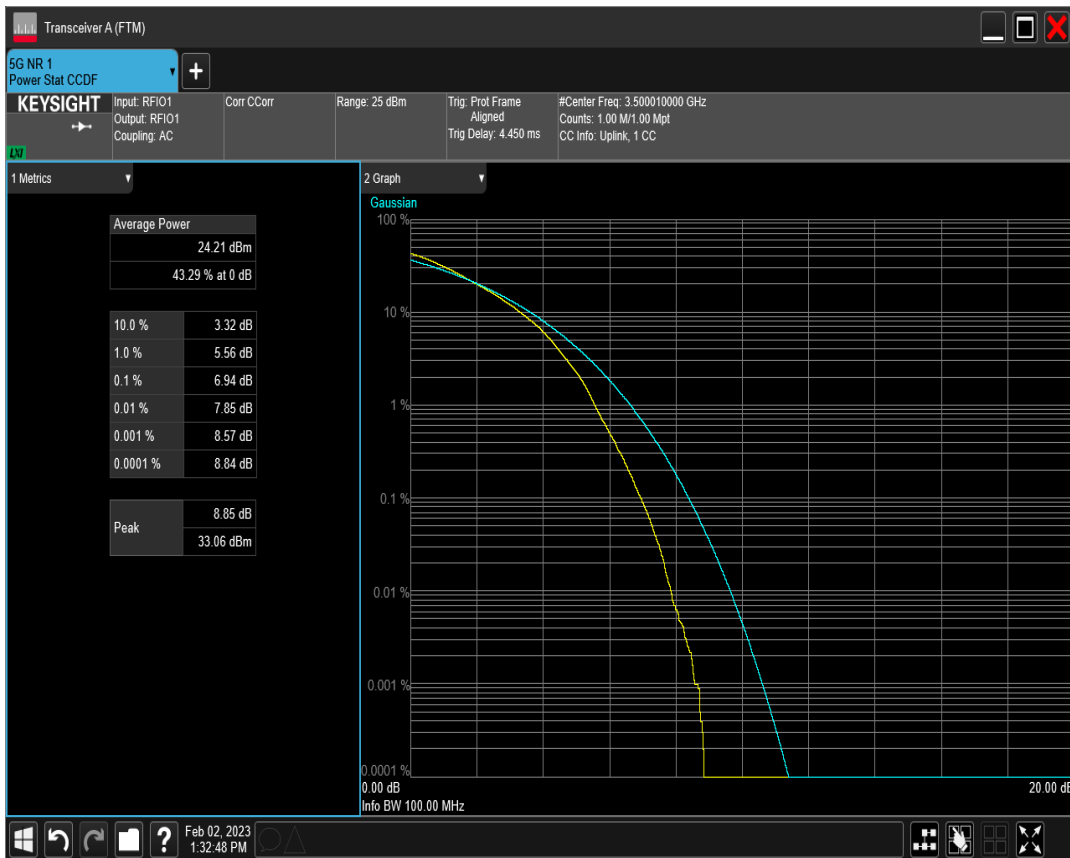 Transceiver A (FTM)
5G NR 1
Power Stat CCDF
+
KEYSIGHT
LXI
Input: RFIO1
Output: RFIO1
Coupling: AC
Corr CCorr
Range: 25 dBm
Trig: Prot Frame
Aligned
Trig Delay: 4.450 ms
#Center Freq: 3.500010000 GHz
Counts: 1.00 M/1.00 Mpt
CC Info: Uplink, 1 CC
1 Metrics
Average Power
24.21 dBm
43.29 % at 0 dB
10.0 % 3.32 dB
1.0 % 5.56 dB
0.1 % 6.94 dB
0.01 % 7.85 dB
0.001 % 8.57 dB
0.0001 % 8.84 dB
Peak
8.85 dB
33.06 dBm
2 Graph
Gaussian
100 %
10 %
1 %
0.1 %
0.01 %
0.001 %
0.0001 %
0.00 dB 20.00 dB
Info BW 100.00 MHz
?
Feb 02, 2023
1:32:48 PM